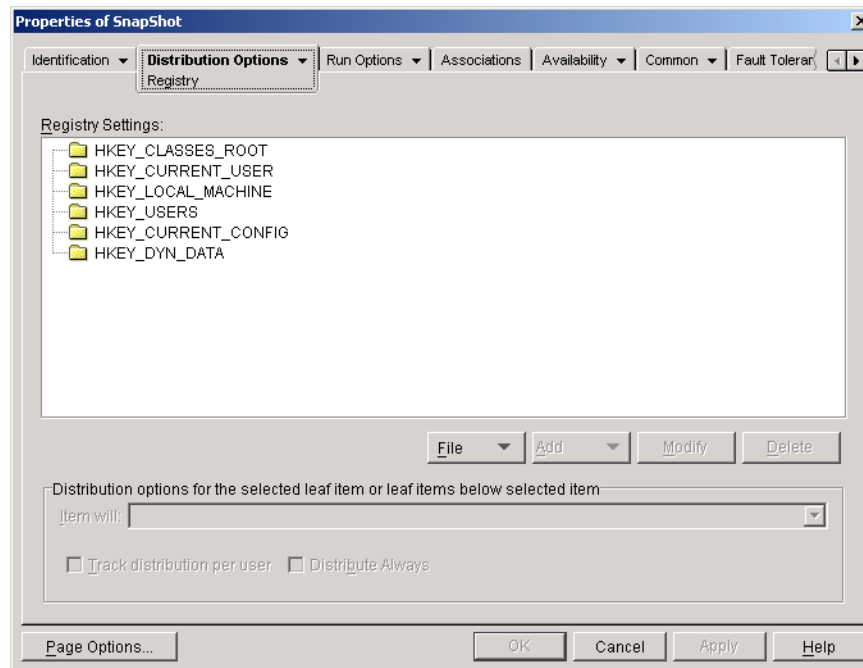 Properties of SnapShot
Identification Distribution Options Run Options Associations Availability Common Fault Toleran
Registry
Registry Settings:
HKEY_CLASSES_ROOT
HKEY_CURRENT_USER
HKEY_LOCAL_MACHINE
HKEY_USERS
HKEY_CURRENT_CONFIG
HKEY_DYN_DATA
File Add Modify Delete
Distribution options for the selected leaf item or leaf items below selected item
Item will:
Track distribution per user Distribute Always
Page Options... OK Cancel Apply Help